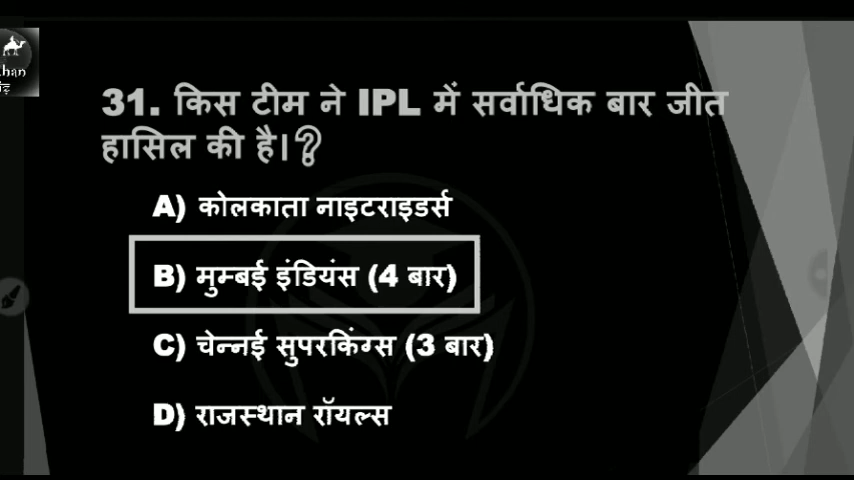 31. किस टीम ने IPL में सर्वाधिक बार जीत
हासिल की है।?
A) कोलकाता नाइटराइडर्स
B) मुम्बई इंडियंस (4 बार)
C) चेन्नई सुपरकिंग्स (3 बार)
D) राजस्थान रॉयल्स